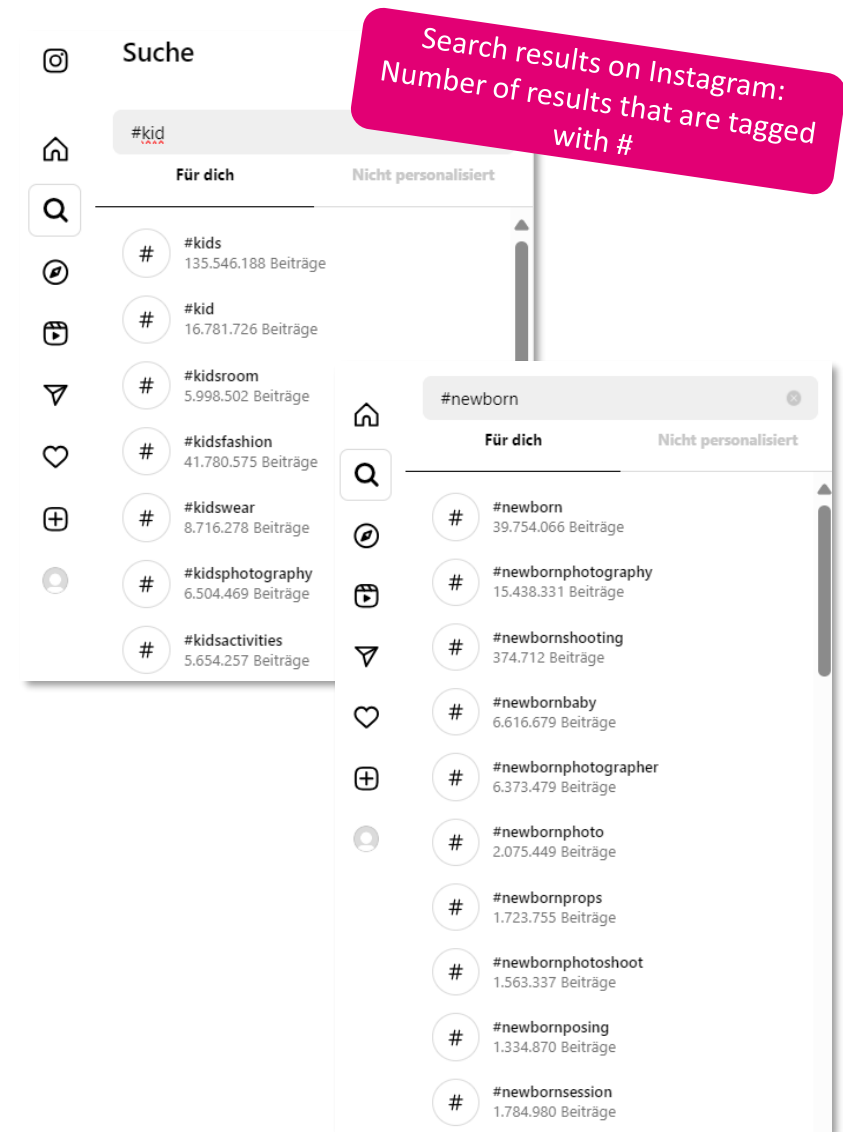 Search results on Instagram:
Number of results that are tagged
with #
Suche
#kid
Für dich
Nicht personalisiert
#
#kids
135.546.188 Beiträge
#
#kid
16.781.726 Beiträge
#
#kidsroom
5.998.502 Beiträge
#
#kidsfashion
41.780.575 Beiträge
#
#kidswear
8.716.278 Beiträge
#
#kidsphotography
6.504.469 Beiträge
#
#kidsactivities
5.654.257 Beiträge
#newborn
Für dich
Nicht personalisiert
#
#newborn
39.754.066 Beiträge
#
#newbornphotography
15.438.331 Beiträge
#
#newbornshooting
374.712 Beiträge
#
#newbornbaby
6.616.679 Beiträge
#
#newbornphotographer
6.373.479 Beiträge
#
#newbornphoto
2.075.449 Beiträge
#
#newbornprops
1.723.755 Beiträge
#
#newbornphotoshoot
1.563.337 Beiträge
#
#newbornposing
1.334.870 Beiträge
#
#newbornsession
1.784.980 Beiträge